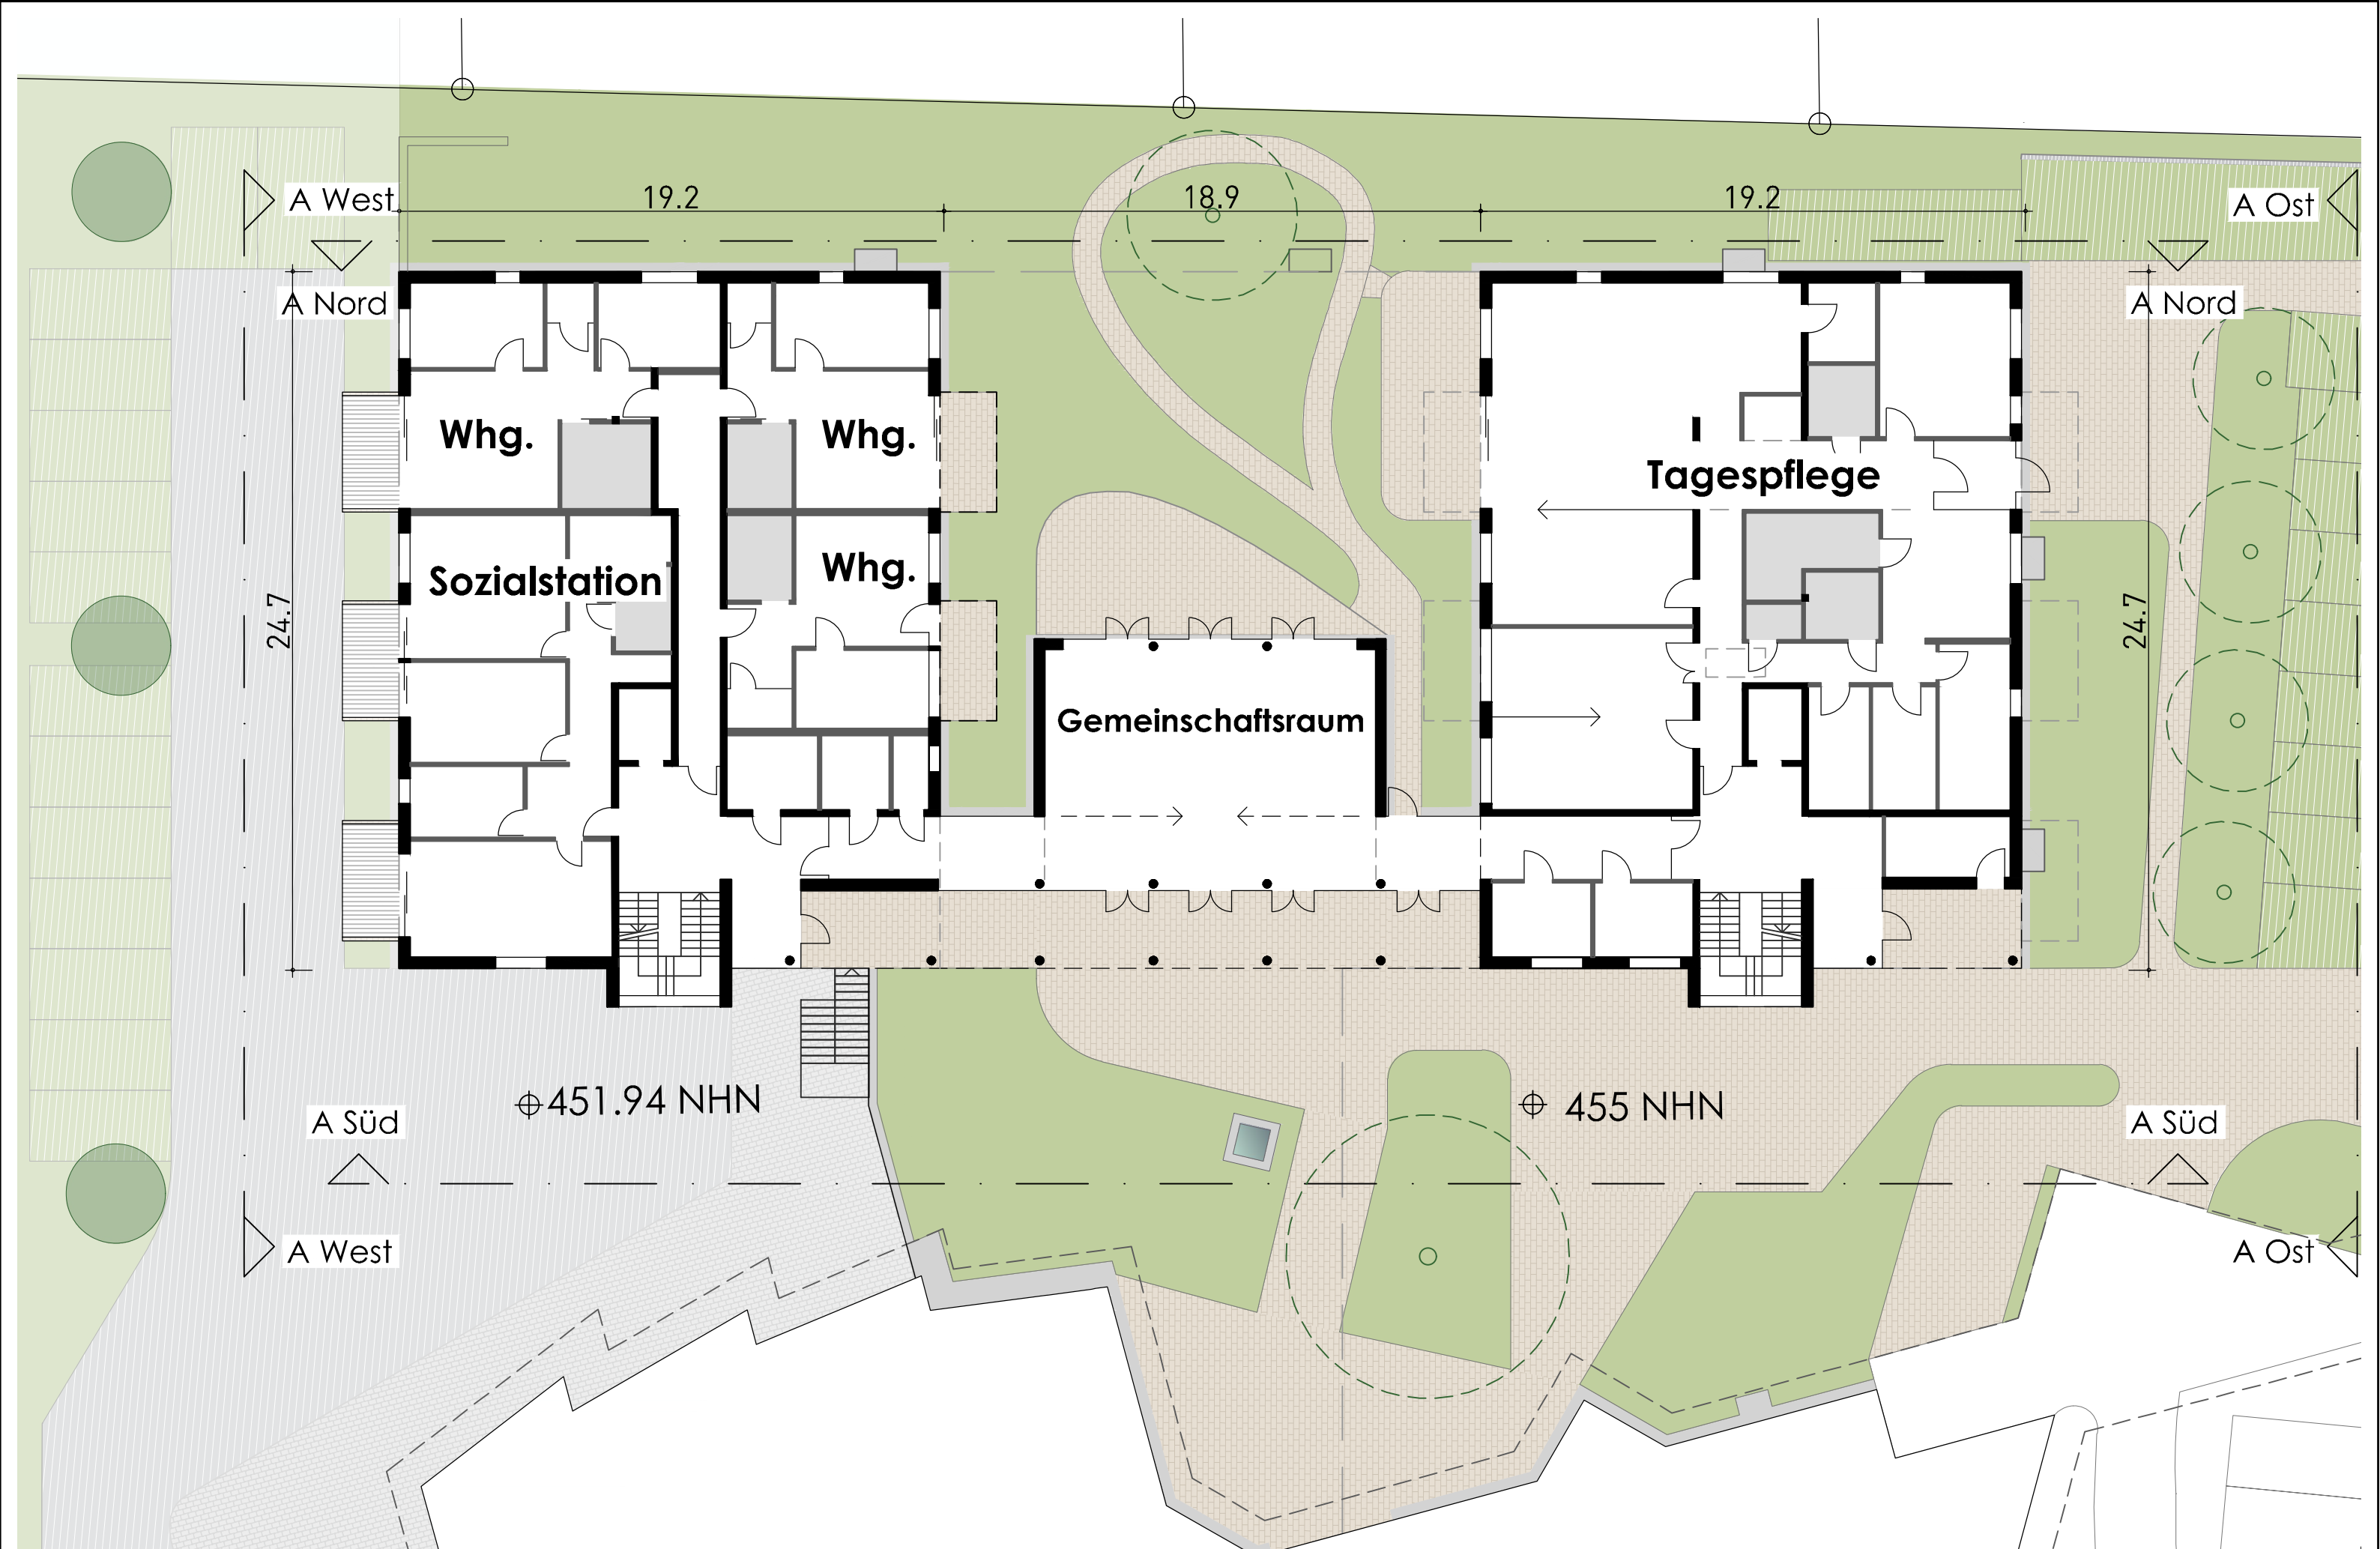 A West
19.2
18.9
19.2
A Ost
A Nord
A Nord
Whg.
Whg.
Tagespflege
Whg.
Sozialstation
24.7
24.7
Gemeinschaftsraum
451.94 NHN
455 NHN
A Süd
A Süd
A West
A Ost